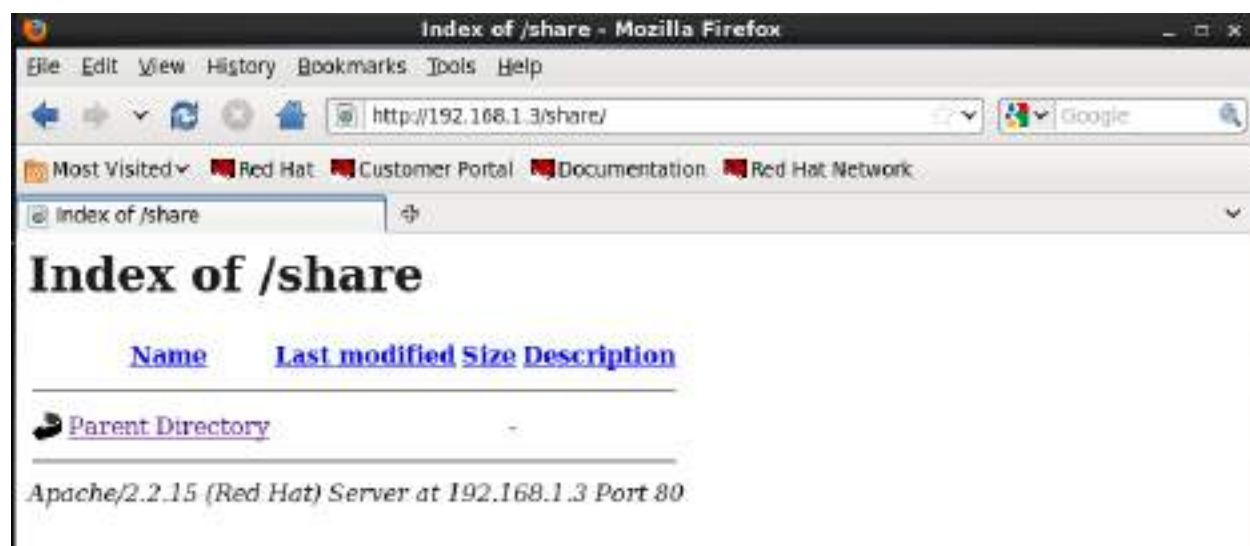 Index of /share - Mozilla Firefox
File Edit View History Bookmarks Tools Help
http://192.168.1.3/share/ Google
Most Visited Red Hat Customer Portal Documentation Red Hat Network
Index of /share
Index of /share
Name Last modified Size Description
Parent Directory -
Apache/2.2.15 (Red Hat) Server at 192.168.1.3 Port 80